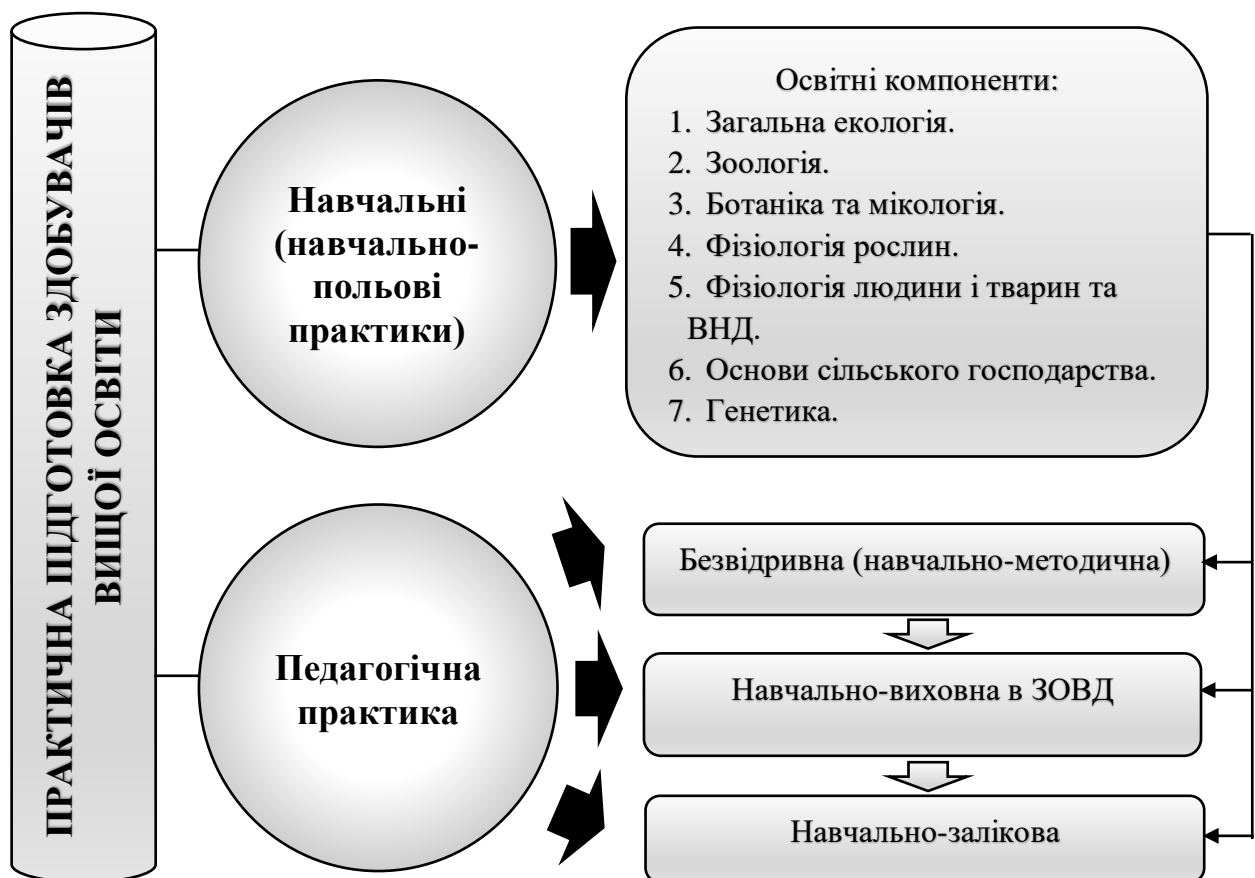 ПРАКТИЧНА ПІДГОТОВКА ЗДОБУВАЧІВ
ВИЩОЇ ОСВІТИ
Навчальні
(навчально-
польові
практики)
Освітні компоненти:
1. Загальна екологія.
2. Зоологія.
3. Ботаніка та мікологія.
4. Фізіологія рослин.
5. Фізіологія людини і тварин та
ВНД.
6. Основи сільського господарства.
7. Генетика.
Педагогічна
практика
Безвідривна (навчально-методична)
Навчально-виховна в ЗОВД
Навчально-залікова